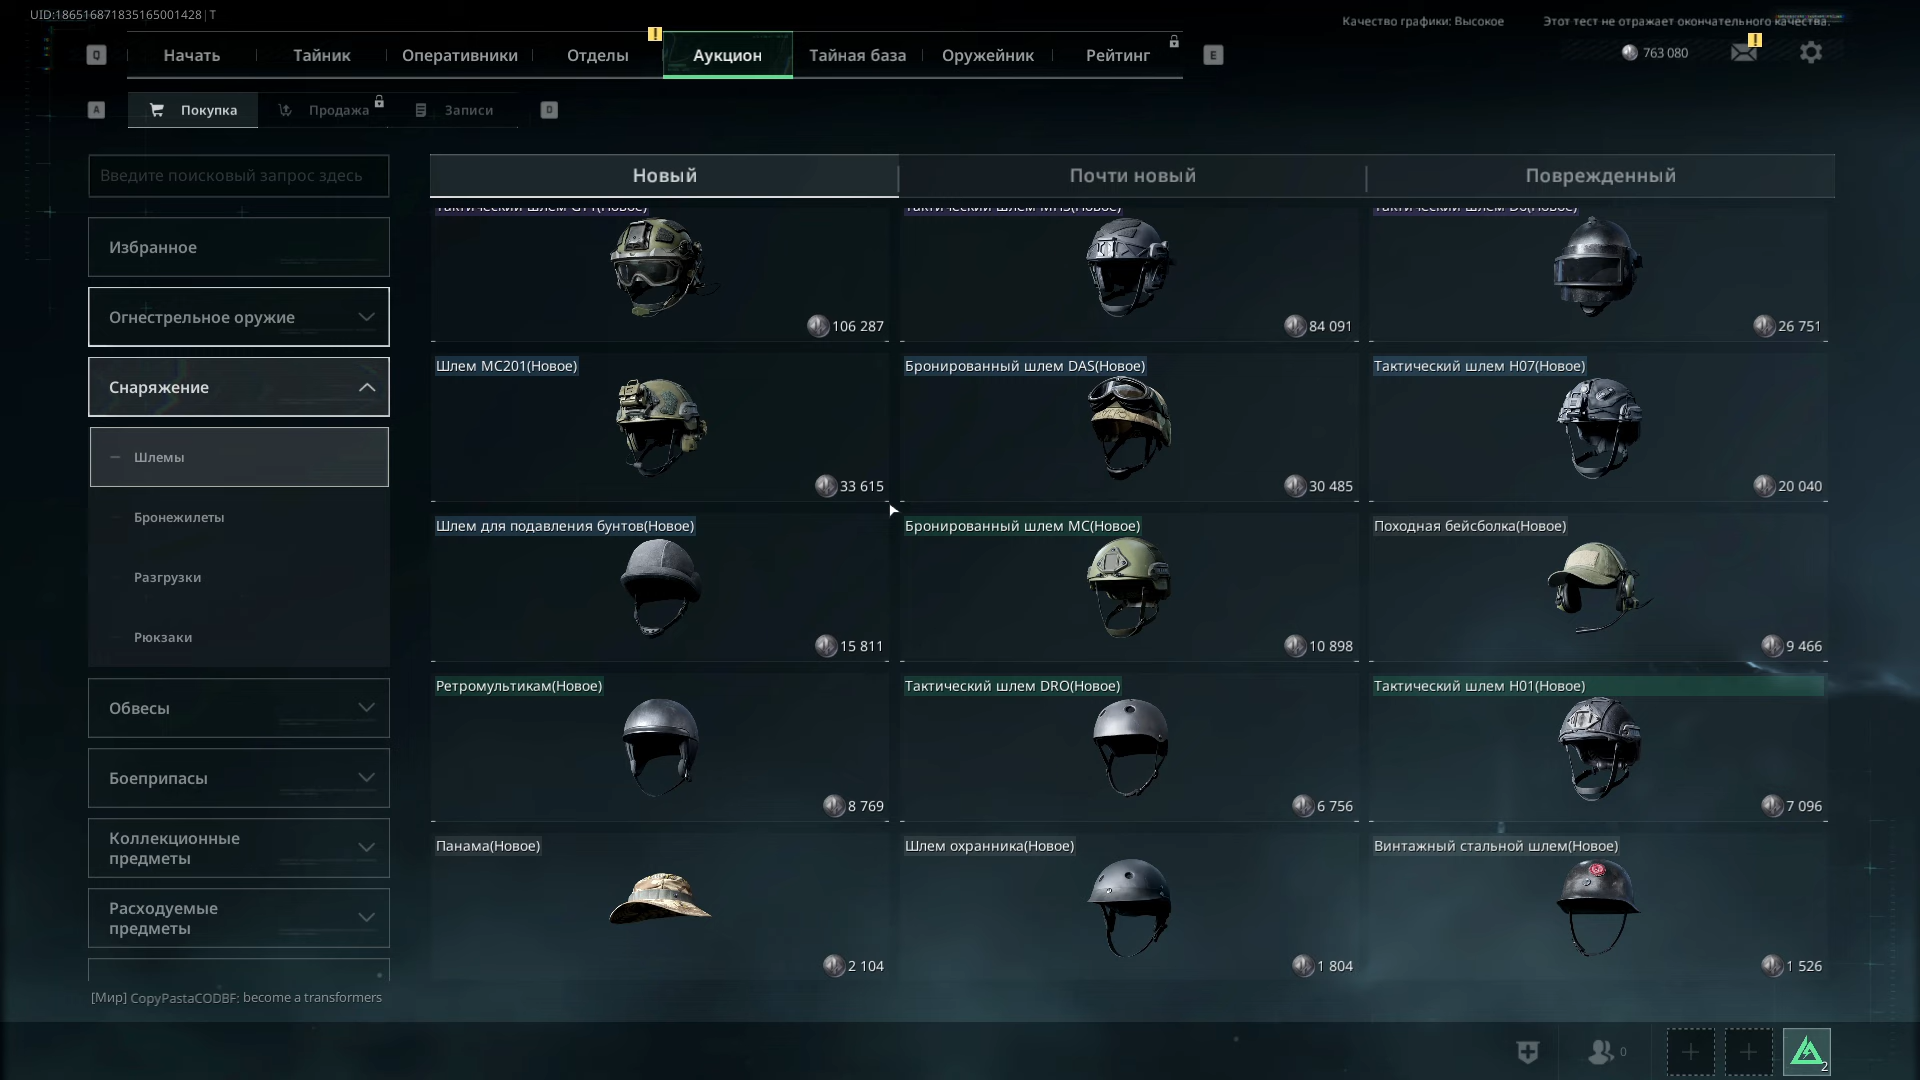 UID:186516871835165001428 | T
Качество графики: Высокое
Этот тест не отражает окончательного качества.
Q
Начать
Тайник
Оперативники
Отделы
Аукцион
Тайная база
Оружейник
Рейтинг
E
763 080
A
Покупка
Продажа
Записи
D
Введите поисковый запрос здесь
Новый
Почти новый
Поврежденный
Избранное
Огнестрельное оружие
Снаряжение
Шлемы
Бронежилеты
Разгрузки
Рюкзаки
Обвесы
Боеприпасы
Коллекционные
предметы
Расходуемые
предметы
106 287
84 091
26 751
Шлем MC201(Новое)
33 615
Бронированный шлем DAS(Новое)
30 485
Тактический шлем H07(Новое)
20 040
Шлем для подавления бунтов(Новое)
15 811
Бронированный шлем MC(Новое)
10 898
Походная бейсболка(Новое)
9 466
Ретромультикам(Новое)
8 769
Тактический шлем DRO(Новое)
6 756
Тактический шлем H01(Новое)
7 096
Панама(Новое)
2 104
Шлем охранника(Новое)
1 804
Винтажный стальной шлем(Новое)
1 526
[Мир] CopyPastaCODBF: become a transformers
0
2